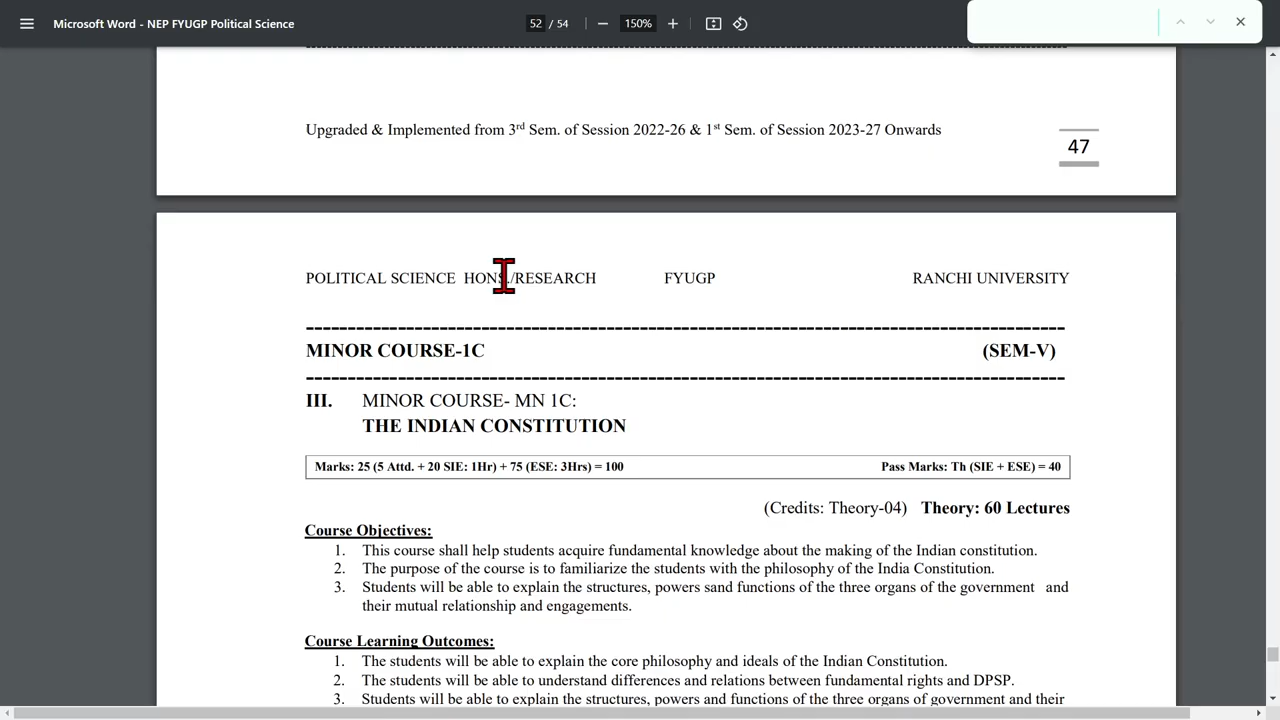 Microsoft Word - NEP FYUGP Political Science
52 / 54
150%
Upgraded & Implemented from 3rd Sem. of Session 2022-26 & 1st Sem. of Session 2023-27 Onwards
47
POLITICAL SCIENCE HONS./RESEARCH FYUGP RANCHI UNIVERSITY
MINOR COURSE-1C (SEM-V)
III. MINOR COURSE- MN 1C:
THE INDIAN CONSTITUTION
Marks: 25 (5 Attd. + 20 SIE: 1Hr) + 75 (ESE: 3Hrs) = 100 Pass Marks: Th (SIE + ESE) = 40
(Credits: Theory-04) Theory: 60 Lectures
Course Objectives:
1. This course shall help students acquire fundamental knowledge about the making of the Indian constitution.
2. The purpose of the course is to familiarize the students with the philosophy of the India Constitution.
3. Students will be able to explain the structures, powers sand functions of the three organs of the government and
their mutual relationship and engagements.
Course Learning Outcomes:
1. The students will be able to explain the core philosophy and ideals of the Indian Constitution.
2. The students will be able to understand differences and relations between fundamental rights and DPSP.
3. Students will be able to explain the structures, powers and functions of the three organs of government and their